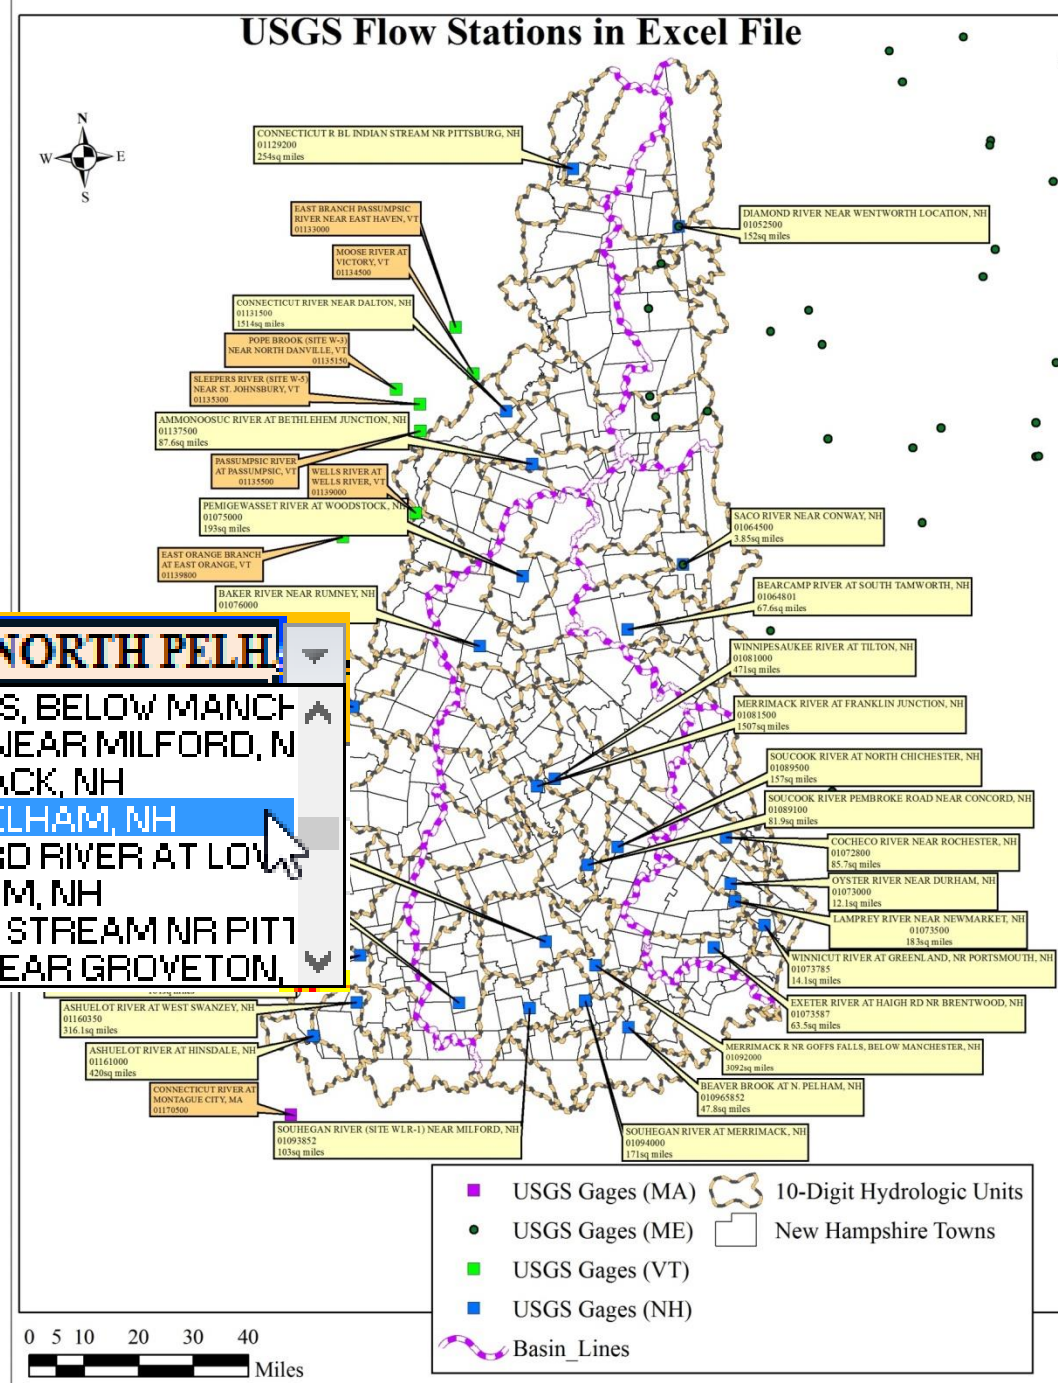 USGS Flow Stations in Excel File
N
W
E
S
CONNECTICUT R BL INDIAN STREAM NR PITTSBURG, NH
01129200
254sq miles
EAST BRANCH PASSUMPSIC
RIVER NEAR EAST HAVEN, VT
01133000
DIAMOND RIVER NEAR WENTWORTH LOCATION, NH
01052500
152sq miles
MOOSE RIVER AT
VICTORY, VT
01134500
CONNECTICUT RIVER NEAR DALTON, NH
01131500
1514sq miles
POPE BROOK (SITE W-3)
NEAR NORTH DANVILLE, VT
01135150
SLEEPERS RIVER (SITE W-5)
NEAR ST. JOHNSBURY, VT
01135300
AMMONOOSUC RIVER AT BETHLEHEM JUNCTION, NH
01137500
87.6sq miles
PASSUMPSIC RIVER
AT PASSUMPSIC, VT
01135500
WELLS RIVER AT
WELLS RIVER, VT
01139000
PEMIGEWASSET RIVER AT WOODSTOCK, NH
01075000
193sq miles
SACO RIVER NEAR CONWAY, NH
01064500
3.85sq miles
EAST ORANGE BRANCH
AT EAST ORANGE, VT
01139800
BAKER RIVER NEAR RUMNEY, NH
01076000
BEARCAMP RIVER AT SOUTH TAMWORTH, NH
01064801
67.6sq miles
NORTH PELH
S, BELOW MANCH
NEAR MILFORD, N
ACK, NH
ELHAM, NH
RD RIVER AT LOW
M, NH
STREAM NR PITT
EAR GROVETON,
WINNIPESAUKEE RIVER AT TILTON, NH
01081000
471sq miles
MERRIMACK RIVER AT FRANKLIN JUNCTION, NH
01081500
1507sq miles
SOUCOOK RIVER AT NORTH CHICHESTER, NH
01089500
157sq miles
SOUCOOK RIVER PEMBROKE ROAD NEAR CONCORD, NH
01089100
81.9sq miles
COCHECO RIVER NEAR ROCHESTER, NH
01072800
85.7sq miles
OYSTER RIVER NEAR DURHAM, NH
01073000
12.1sq miles
LAMPREY RIVER NEAR NEWMARKET, NH
01073500
183sq miles
WINNICUT RIVER AT GREENLAND, NR PORTSMOUTH, NH
01073785
14.1sq miles
EXETER RIVER AT HAIGH RD NR BRENTWOOD, NH
01073587
63.5sq miles
ASHUELOT RIVER AT WEST SWANZEY, NH
01160350
316.1sq miles
ASHUELOT RIVER AT HINSDALE, NH
01161000
420sq miles
MERRIMACK R NR GOFFS FALLS, BELOW MANCHESTER, NH
01092000
3092sq miles
CONNECTICUT RIVER AT
MONTAGUE CITY, MA
01170500
BEAVER BROOK AT N. PELHAM, NH
010965852
47.8sq miles
SOUHEGAN RIVER (SITE WLR-1) NEAR MILFORD, NH
01093852
103sq miles
SOUHEGAN RIVER AT MERRIMACK, NH
01094000
171sq miles
USGS Gages (MA)
10-Digit Hydrologic Units
USGS Gages (ME)
New Hampshire Towns
USGS Gages (VT)
USGS Gages (NH)
Basin_Lines
0 5 10 20 30 40
Miles